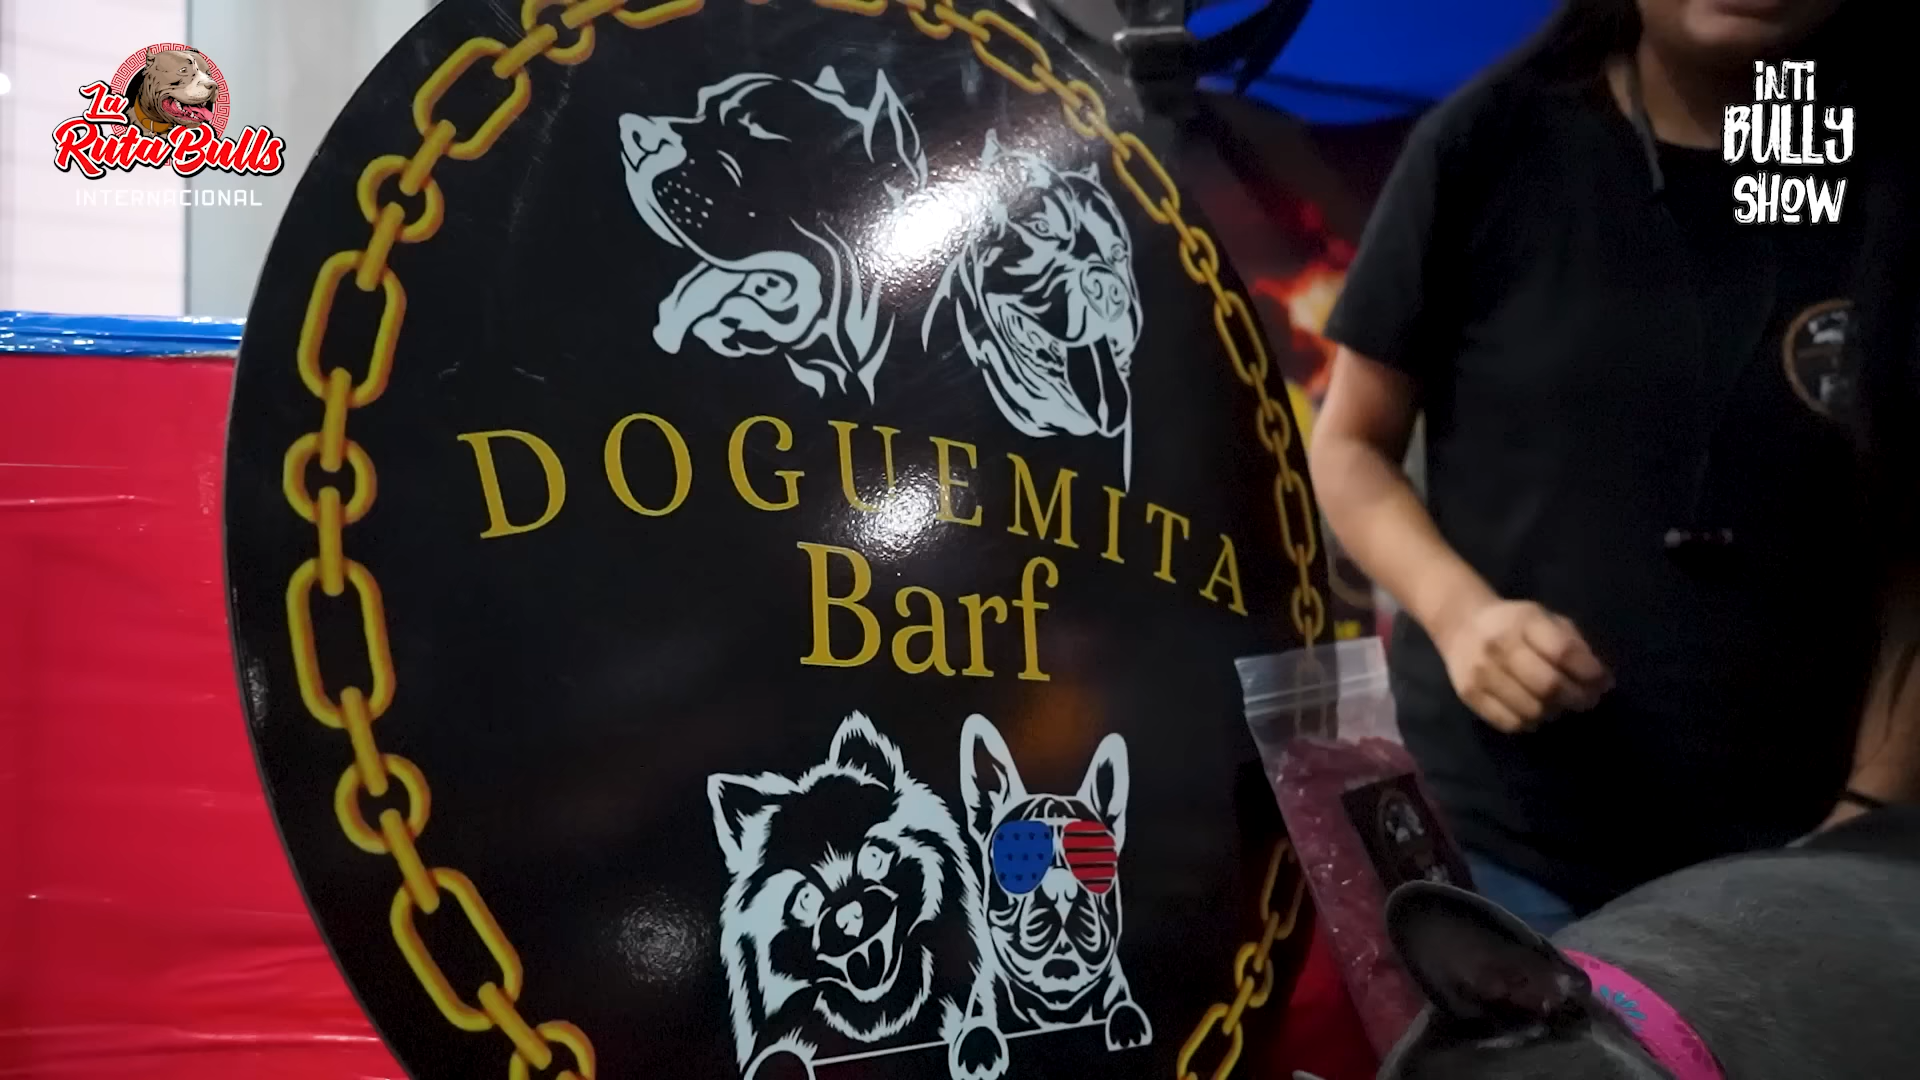 La
Ruta Bulls
INTERNACIONAL
INTI
BULLY
SHOW
DOGUEMITA
Barf